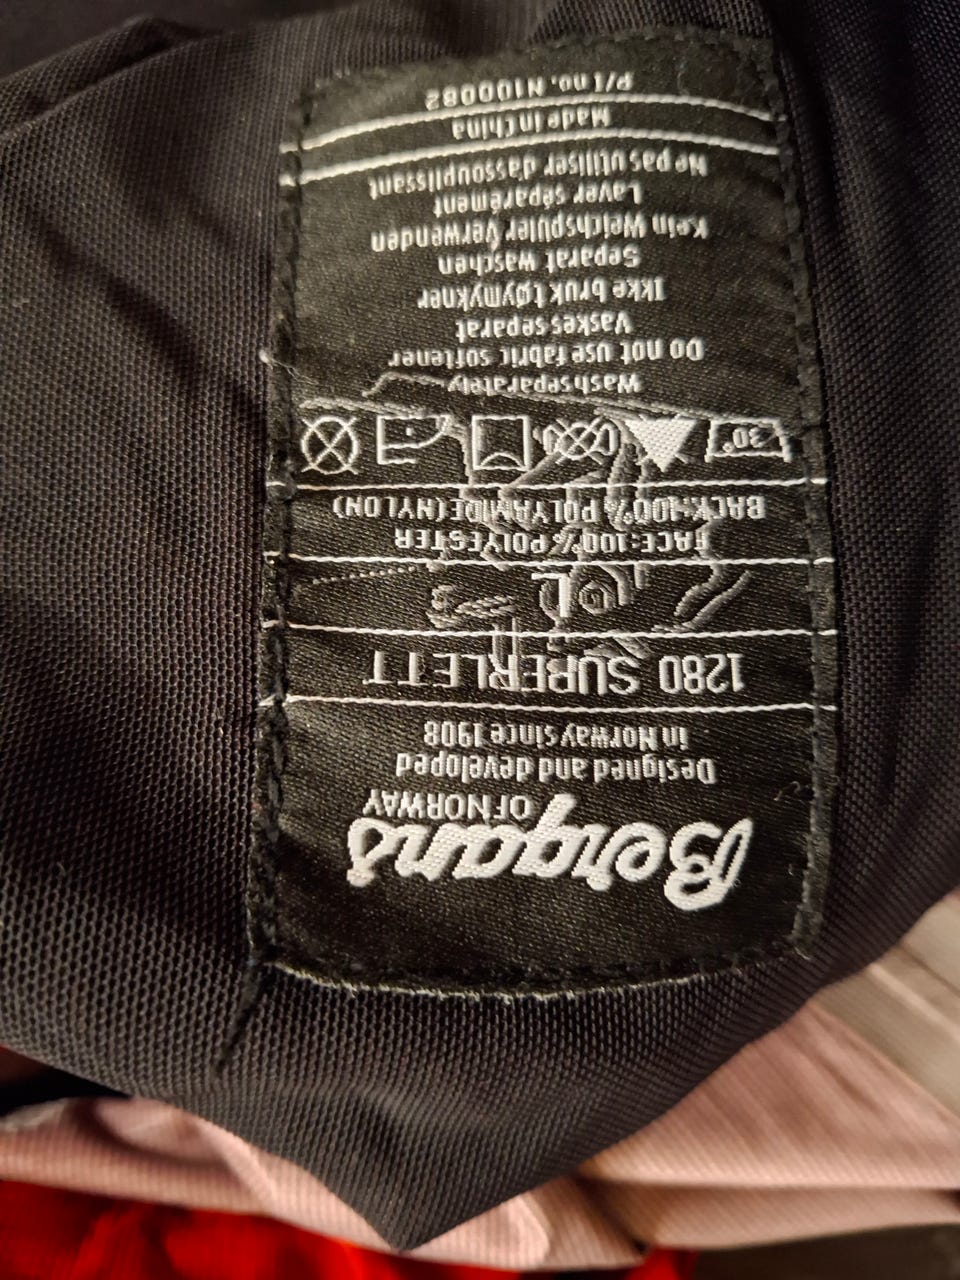 Bergans
OF NORWAY
Designed and developed
in Norway since 1908
1280 SUPERLETT
L
FACE:100% POLYESTER
BACK:100% POLYAMIDE(NYLON)
30°
Wash separately
Do not use fabric softener
Vaskes separat
Ikke bruk tøymykner
Separat waschen
Kein Weichspüler verwenden
Laver séparément
Ne pas utiliser d'assouplissant
Made in China
P/I no. N100082